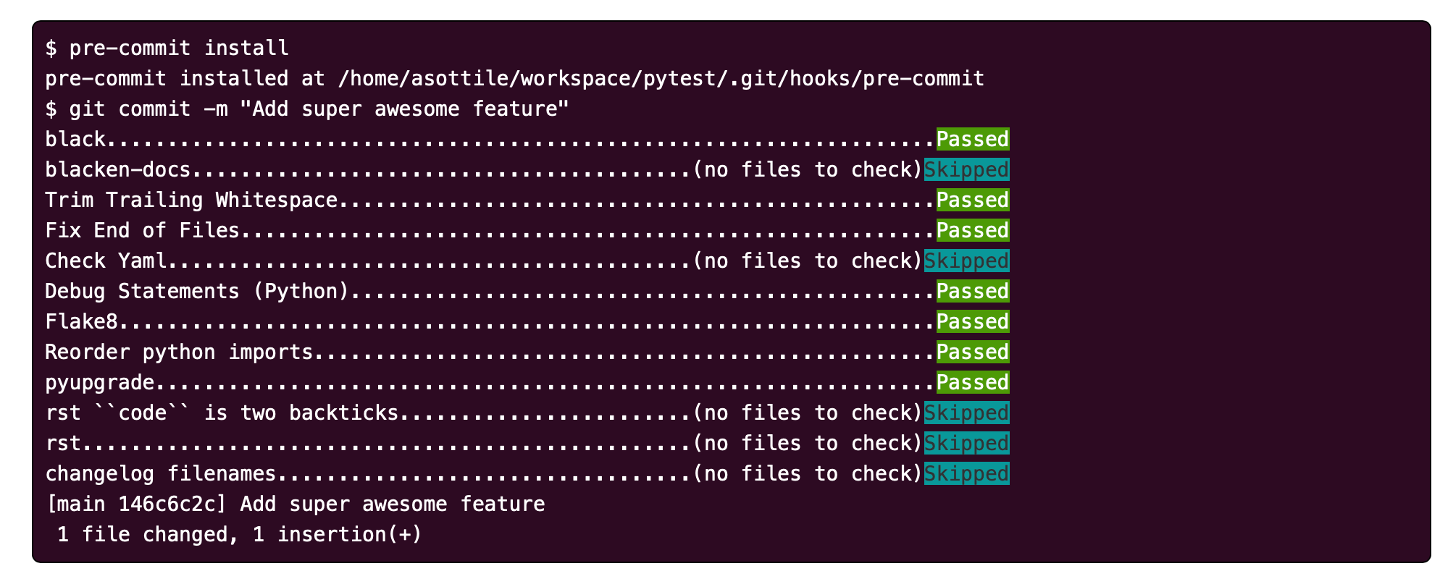 $ pre-commit install
pre-commit installed at /home/asottile/workspace/pytest/.git/hooks/pre-commit
$ git commit -m "Add super awesome feature"
black....................................................................Passed
blacken-docs.........................................(no files to check)Skipped
Trim Trailing Whitespace.................................................Passed
Fix End of Files.........................................................Passed
Check Yaml...........................................(no files to check)Skipped
Debug Statements (Python)................................................Passed
Flake8...................................................................Passed
Reorder python imports...................................................Passed
pyupgrade................................................................Passed
rst ``code`` is two backticks........................(no files to check)Skipped
rst..................................................(no files to check)Skipped
changelog filenames..................................(no files to check)Skipped
[main 146c6c2c] Add super awesome feature
 1 file changed, 1 insertion(+)